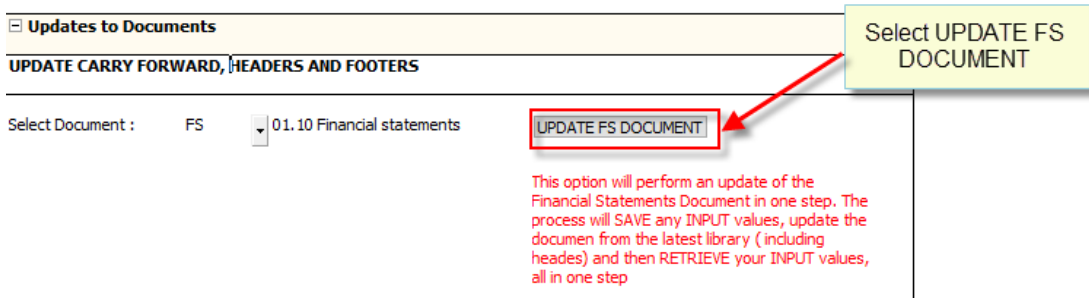 Updates to Documents
Select UPDATE FS
DOCUMENT
UPDATE CARRY FORWARD, HEADERS AND FOOTERS
Select Document : FS 01.10 Financial statements UPDATE FS DOCUMENT
This option will perform an update of the
Financial Statements Document in one step. The
process will SAVE any INPUT values, update the
documen from the latest library ( including
heades) and then RETRIEVE your INPUT values,
all in one step